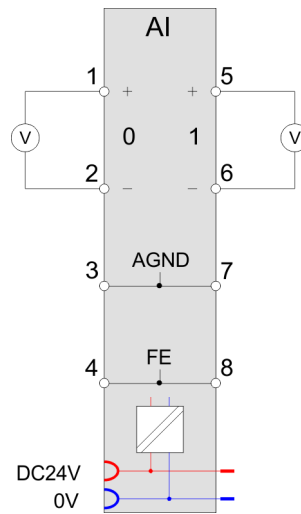 AI
1 5
+ +
V 0 1 V
2 6
− −
3 AGND 7
4 FE 8
DC24V
0V